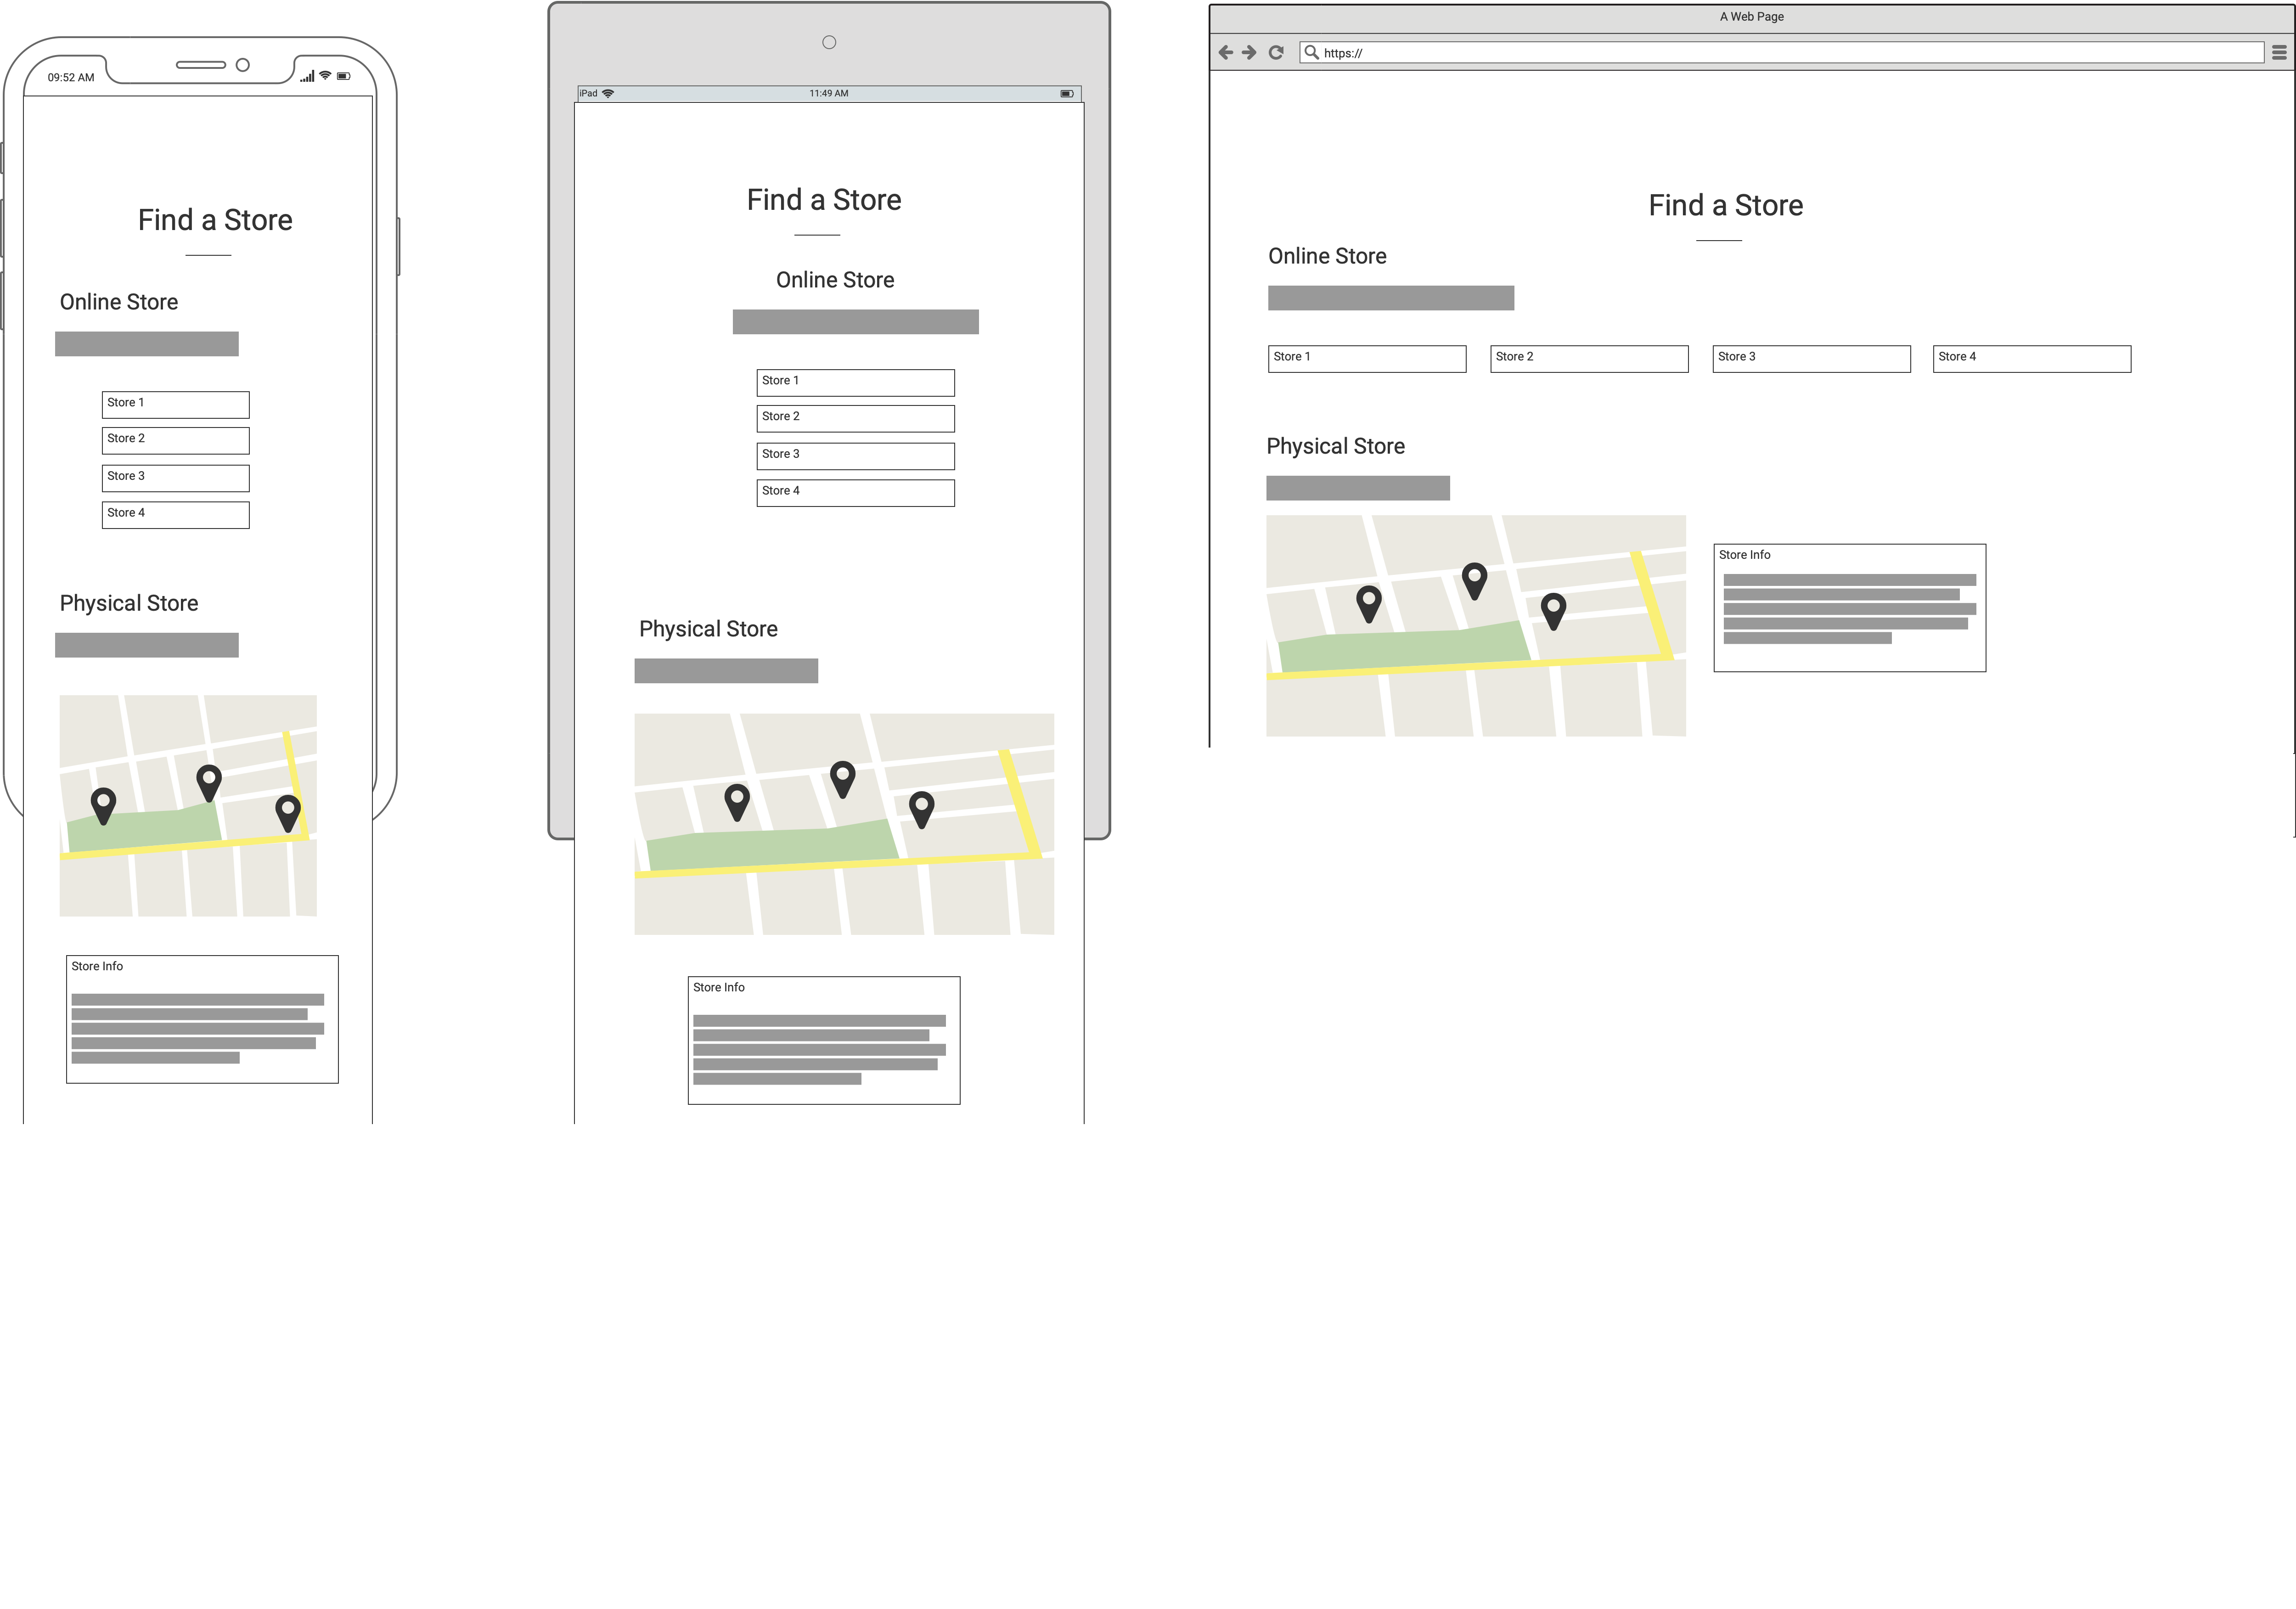 09:52 AM
Find a Store
Online Store
Store 1
Store 2
Store 3
Store 4
Physical Store
Store Info
iPad
11:49 AM
Find a Store
Online Store
Store 1
Store 2
Store 3
Store 4
Physical Store
Store Info
A Web Page
https://
Find a Store
Online Store
Store 1
Store 2
Store 3
Store 4
Physical Store
Store Info